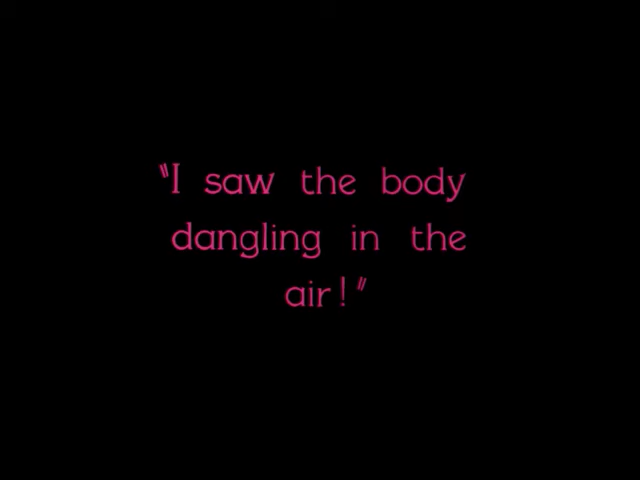 "I saw the body
dangling in the
air!"